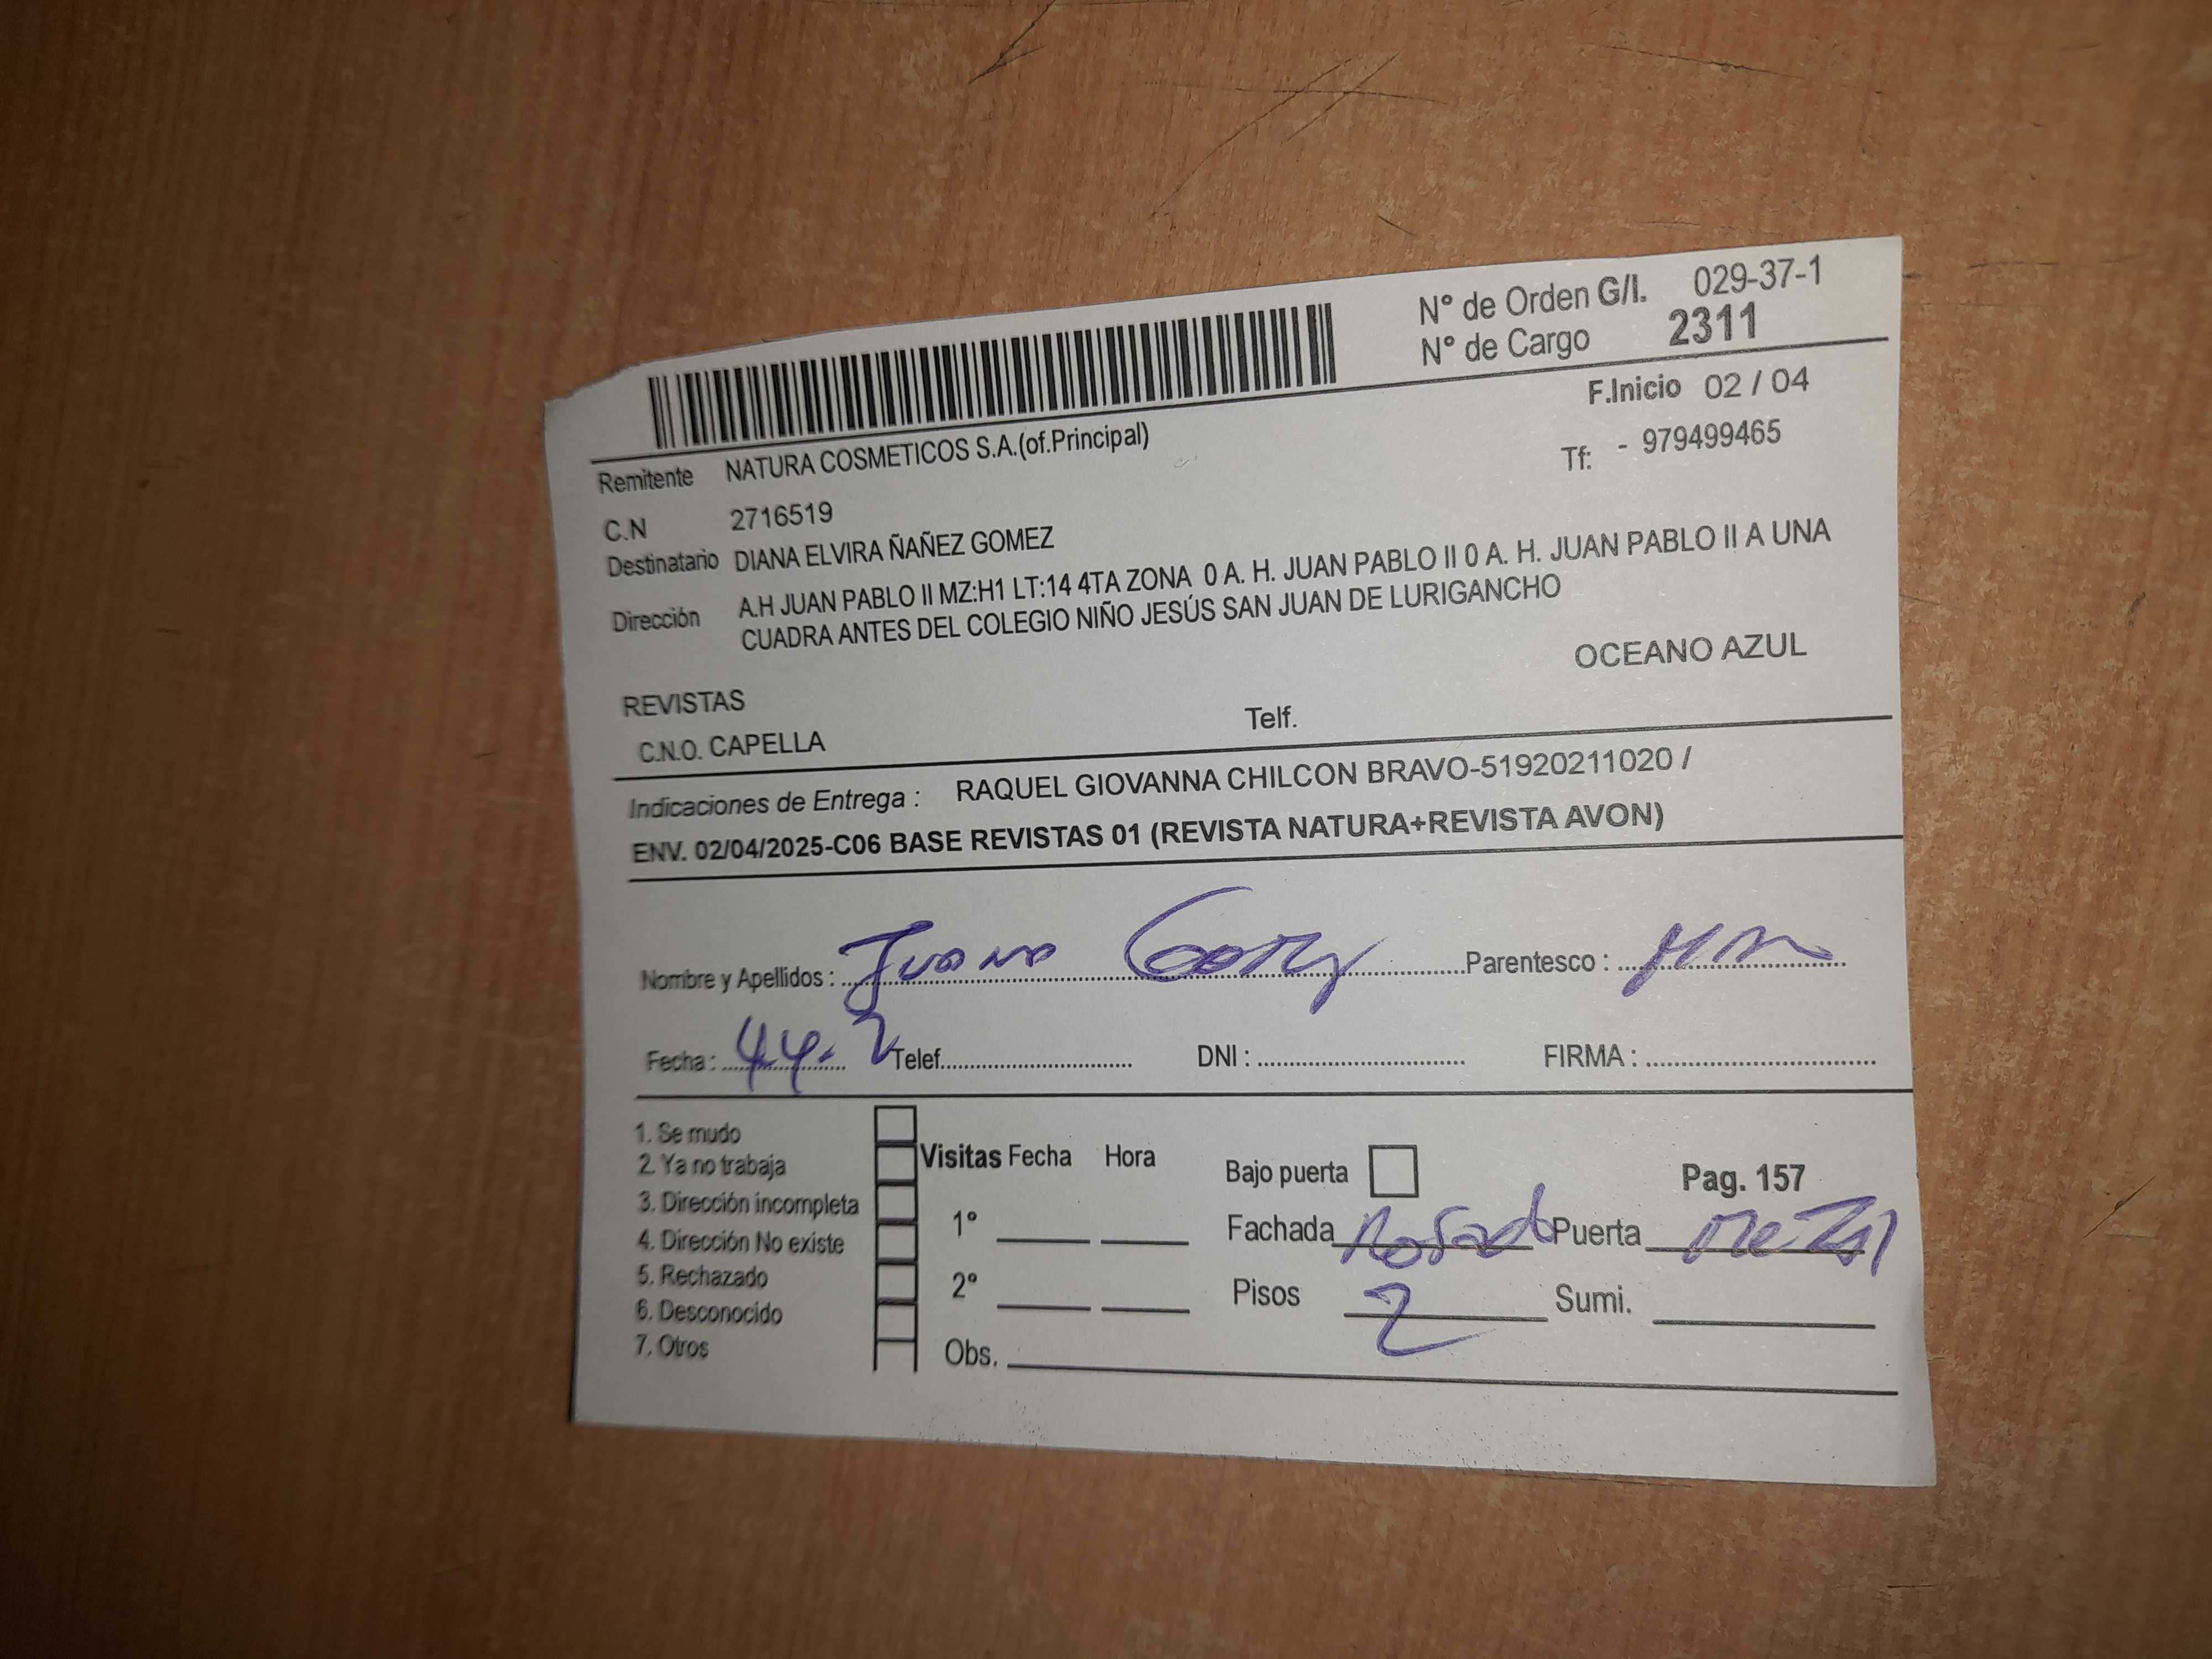 N° de Orden G/I. 029-37-1
N° de Cargo 2311
F.Inicio 02 / 04
Remitente NATURA COSMETICOS S.A.(of.Principal)
Tf: - 979499465
C.N 2716519
Destinatario DIANA ELVIRA ÑAÑEZ GOMEZ
Dirección A.H JUAN PABLO II MZ:H1 LT:14 4TA ZONA 0 A. H. JUAN PABLO II 0 A. H. JUAN PABLO II A UNA
CUADRA ANTES DEL COLEGIO NIÑO JESÚS SAN JUAN DE LURIGANCHO
OCEANO AZUL
REVISTAS
C.N.O. CAPELLA Telf.
Indicaciones de Entrega : RAQUEL GIOVANNA CHILCON BRAVO-51920211020 /
ENV. 02/04/2025-C06 BASE REVISTAS 01 (REVISTA NATURA+REVISTA AVON)
Nombre y Apellidos : Juana Parentesco :
Fecha : Telef. DNI : FIRMA :
1. Se mudo
2. Ya no trabaja
3. Dirección incompleta
4. Dirección No existe
5. Rechazado
6. Desconocido
7. Otros
Visitas Fecha Hora
1°
2°
Obs.
Bajo puerta Pag. 157
Fachada Rosado Puerta Metal
Pisos 2 Sumi.